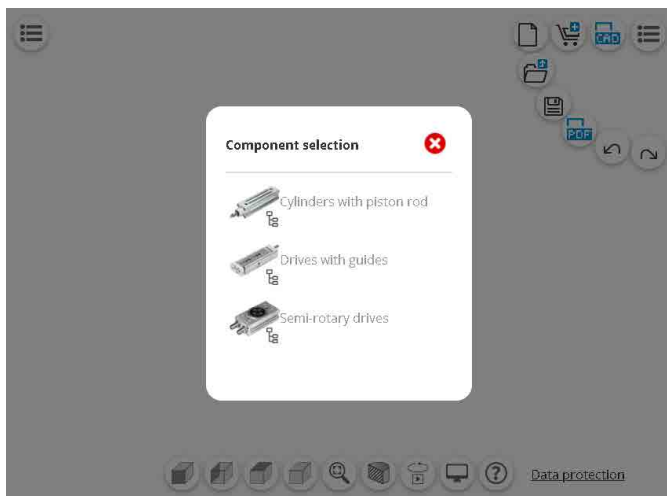 CAD
PDF
Component selection
Cylinders with piston rod
Drives with guides
Semi-rotary drives
Data protection